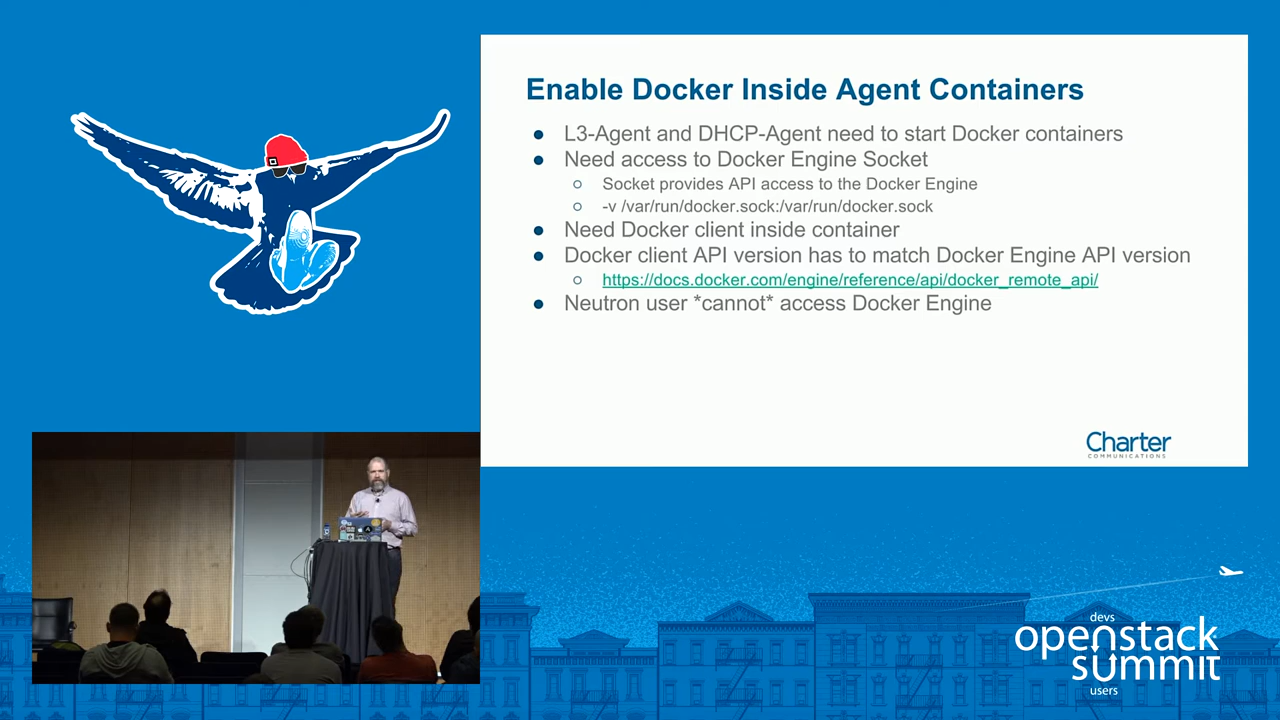 Enable Docker Inside Agent Containers
● L3-Agent and DHCP-Agent need to start Docker containers
● Need access to Docker Engine Socket
○ Socket provides API access to the Docker Engine
○ -v /var/run/docker.sock:/var/run/docker.sock
● Need Docker client inside container
● Docker client API version has to match Docker Engine API version
○ https://docs.docker.com/engine/reference/api/docker_remote_api/
● Neutron user *cannot* access Docker Engine
Charter
COMMUNICATIONS
devs
openstack
summit
users